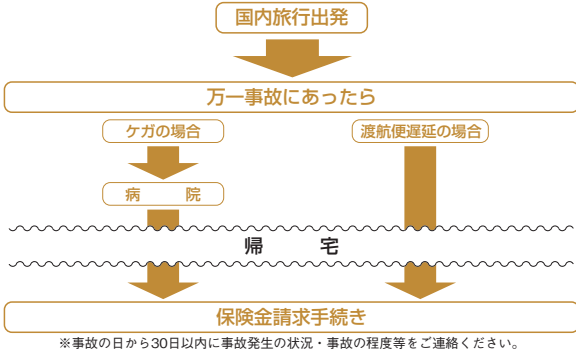 国内旅行出発
万一事故にあったら
ケガの場合
渡航便遅延の場合
病　　院
帰　　宅
保険金請求手続き
※事故の日から30日以内に事故発生の状況・事故の程度等をご連絡ください。